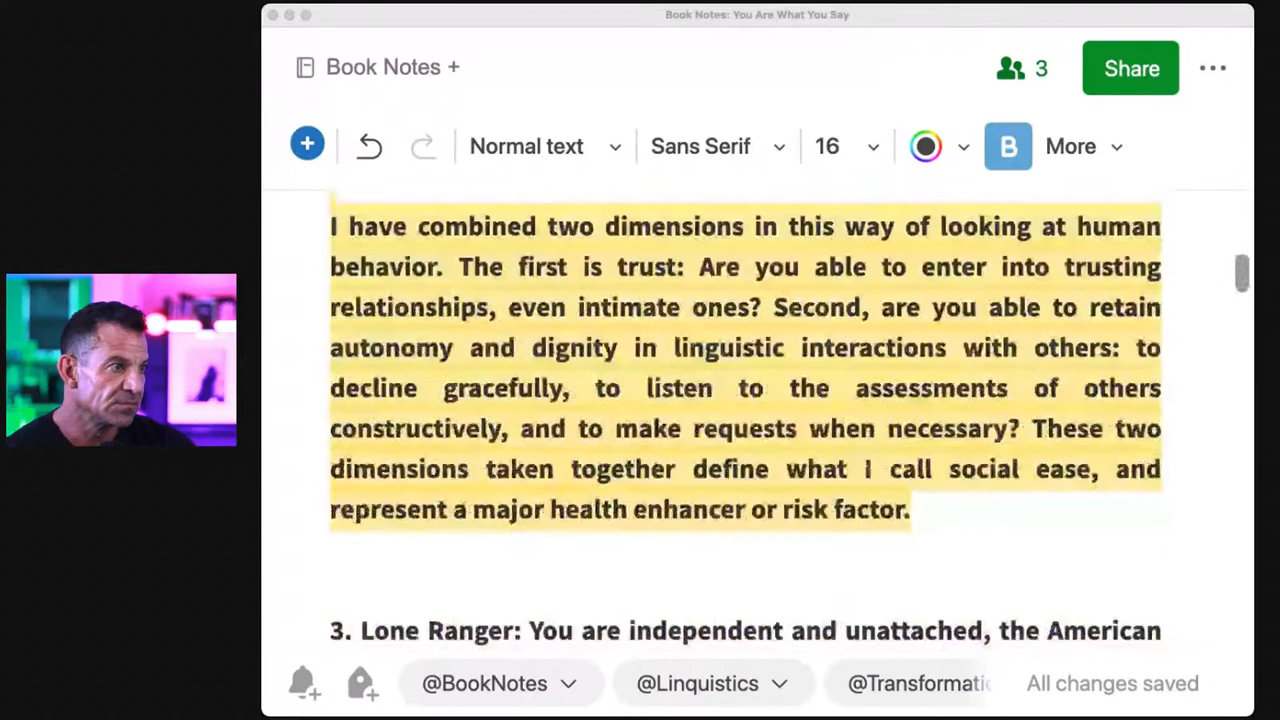 Book Notes: You Are What You Say
Book Notes +
3
Share
Normal text
Sans Serif
16
B
More
I have combined two dimensions in this way of looking at human
behavior. The first is trust: Are you able to enter into trusting
relationships, even intimate ones? Second, are you able to retain
autonomy and dignity in linguistic interactions with others: to
decline gracefully, to listen to the assessments of others
constructively, and to make requests when necessary? These two
dimensions taken together define what I call social ease, and
represent a major health enhancer or risk factor.
3. Lone Ranger: You are independent and unattached, the American
@BookNotes
@Linquistics
@Transformati
All changes saved